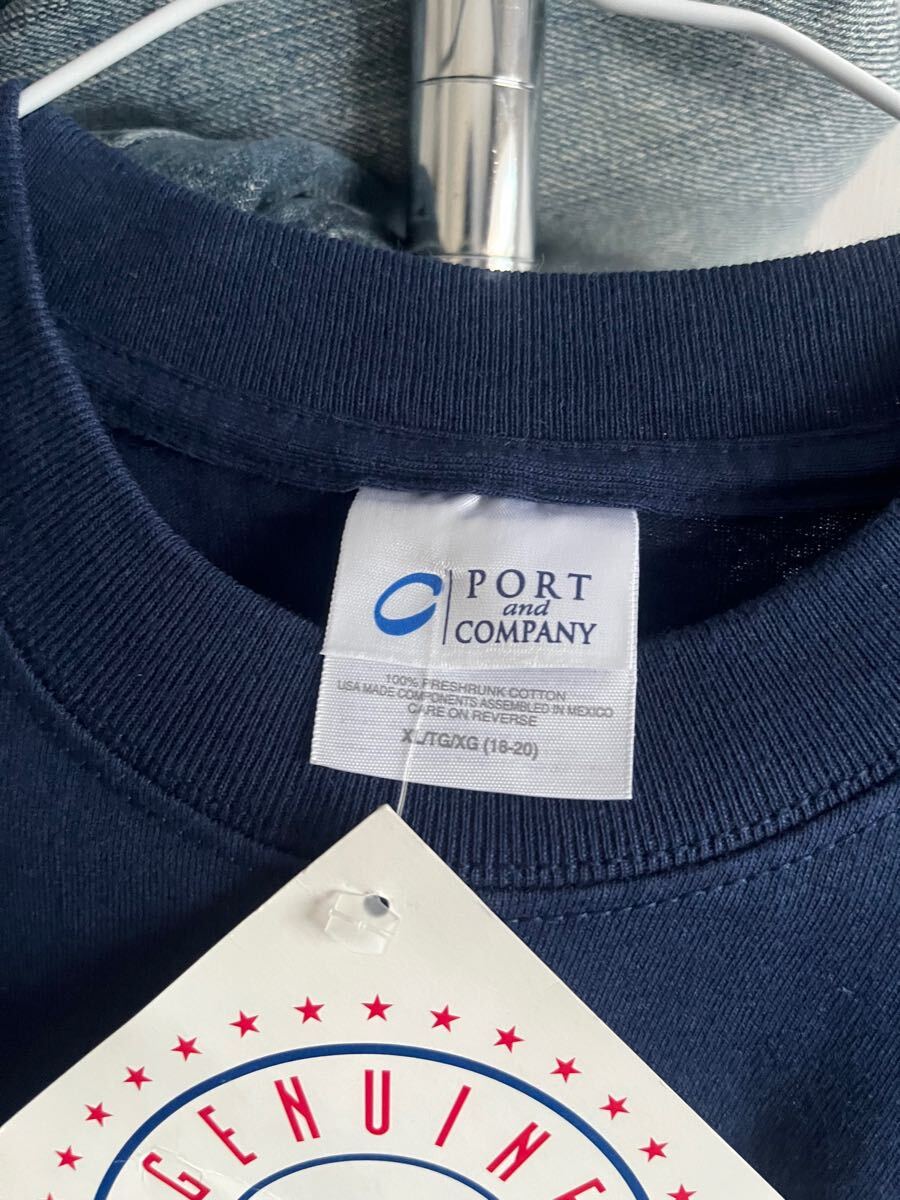 PORT
and
COMPANY
100% PRESHRUNK COTTON
USA MADE COMPONENTS ASSEMBLED IN MEXICO
CARE ON REVERSE
XL/TG/XG (18-20)
GENUINE